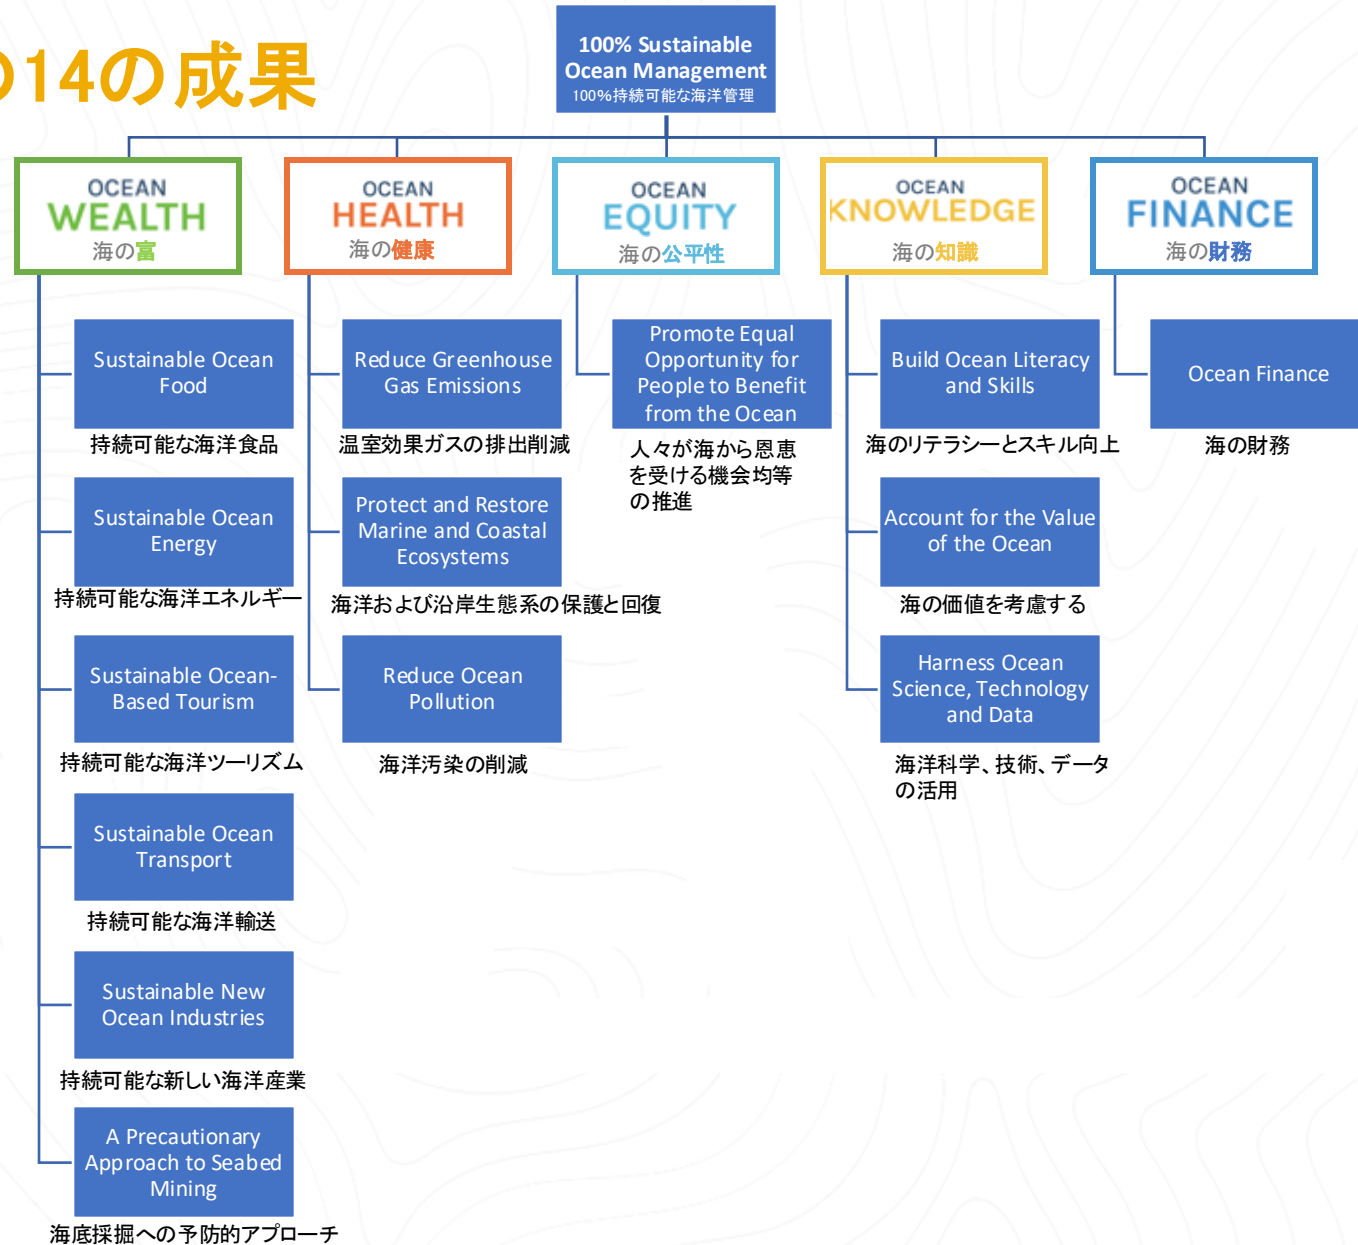 の14の成果
100% Sustainable
Ocean Management
100%持続可能な海洋管理
OCEAN
WEALTH
海の富
OCEAN
HEALTH
海の健康
OCEAN
EQUITY
海の公平性
OCEAN
KNOWLEDGE
海の知識
OCEAN
FINANCE
海の財務
Sustainable Ocean
Food
持続可能な海洋食品
Sustainable Ocean
Energy
持続可能な海洋エネルギー
Sustainable Ocean-
Based Tourism
持続可能な海洋ツーリズム
Sustainable Ocean
Transport
持続可能な海洋輸送
Sustainable New
Ocean Industries
持続可能な新しい海洋産業
A Precautionary
Approach to Seabed
Mining
海底採掘への予防的アプローチ
Reduce Greenhouse
Gas Emissions
温室効果ガスの排出削減
Protect and Restore
Marine and Coastal
Ecosystems
海洋および沿岸生態系の保護と回復
Reduce Ocean
Pollution
海洋汚染の削減
Promote Equal
Opportunity for
People to Benefit
from the Ocean
人々が海から恩恵
を受ける機会均等
の推進
Build Ocean Literacy
and Skills
海のリテラシーとスキル向上
Account for the Value
of the Ocean
海の価値を考慮する
Harness Ocean
Science, Technology
and Data
海洋科学、技術、データ
の活用
Ocean Finance
海の財務